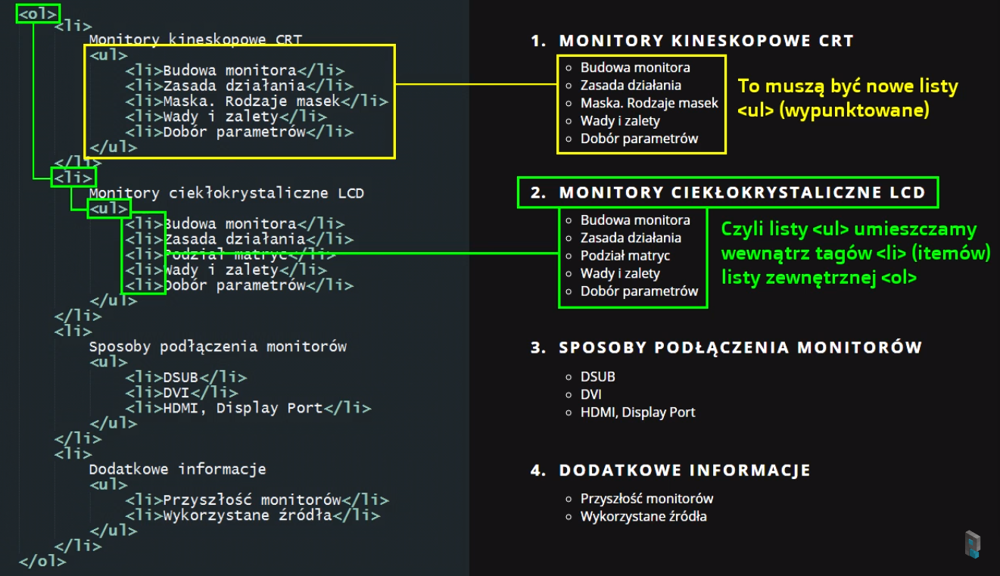 <ol>
<li>
Monitory kineskopowe CRT
<ul>
<li>Budowa monitora</li>
<li>Zasada działania</li>
<li>Maska. Rodzaje masek</li>
<li>Wady i zalety</li>
<li>Dobór parametrów</li>
</ul>
</li>
<li>
Monitory ciekłokrystaliczne LCD
<ul>
<li>Budowa monitora</li>
<li>Zasada działania</li>
<li>Podział matryc</li>
<li>Wady i zalety</li>
<li>Dobór parametrów</li>
</ul>
</li>
<li>
Sposoby podłączenia monitorów
<ul>
<li>DSUB</li>
<li>DVI</li>
<li>HDMI, Display Port</li>
</ul>
</li>
<li>
Dodatkowe informacje
<ul>
<li>Przyszłość monitorów</li>
<li>Wykorzystane źródła</li>
</ul>
</li>
</ol>
1. MONITORY KINESKOPOWE CRT
Budowa monitora
Zasada działania
Maska. Rodzaje masek
Wady i zalety
Dobór parametrów
To muszą być nowe listy
<ul> (wypunktowane)
2. MONITORY CIEKŁOKRYSTALICZNE LCD
Budowa monitora
Zasada działania
Podział matryc
Wady i zalety
Dobór parametrów
Czyli listy <ul> umieszczamy
wewnątrz tagów <li> (itemów)
listy zewnętrznej <ol>
3. SPOSOBY PODŁĄCZENIA MONITORÓW
DSUB
DVI
HDMI, Display Port
4. DODATKOWE INFORMACJE
Przyszłość monitorów
Wykorzystane źródła